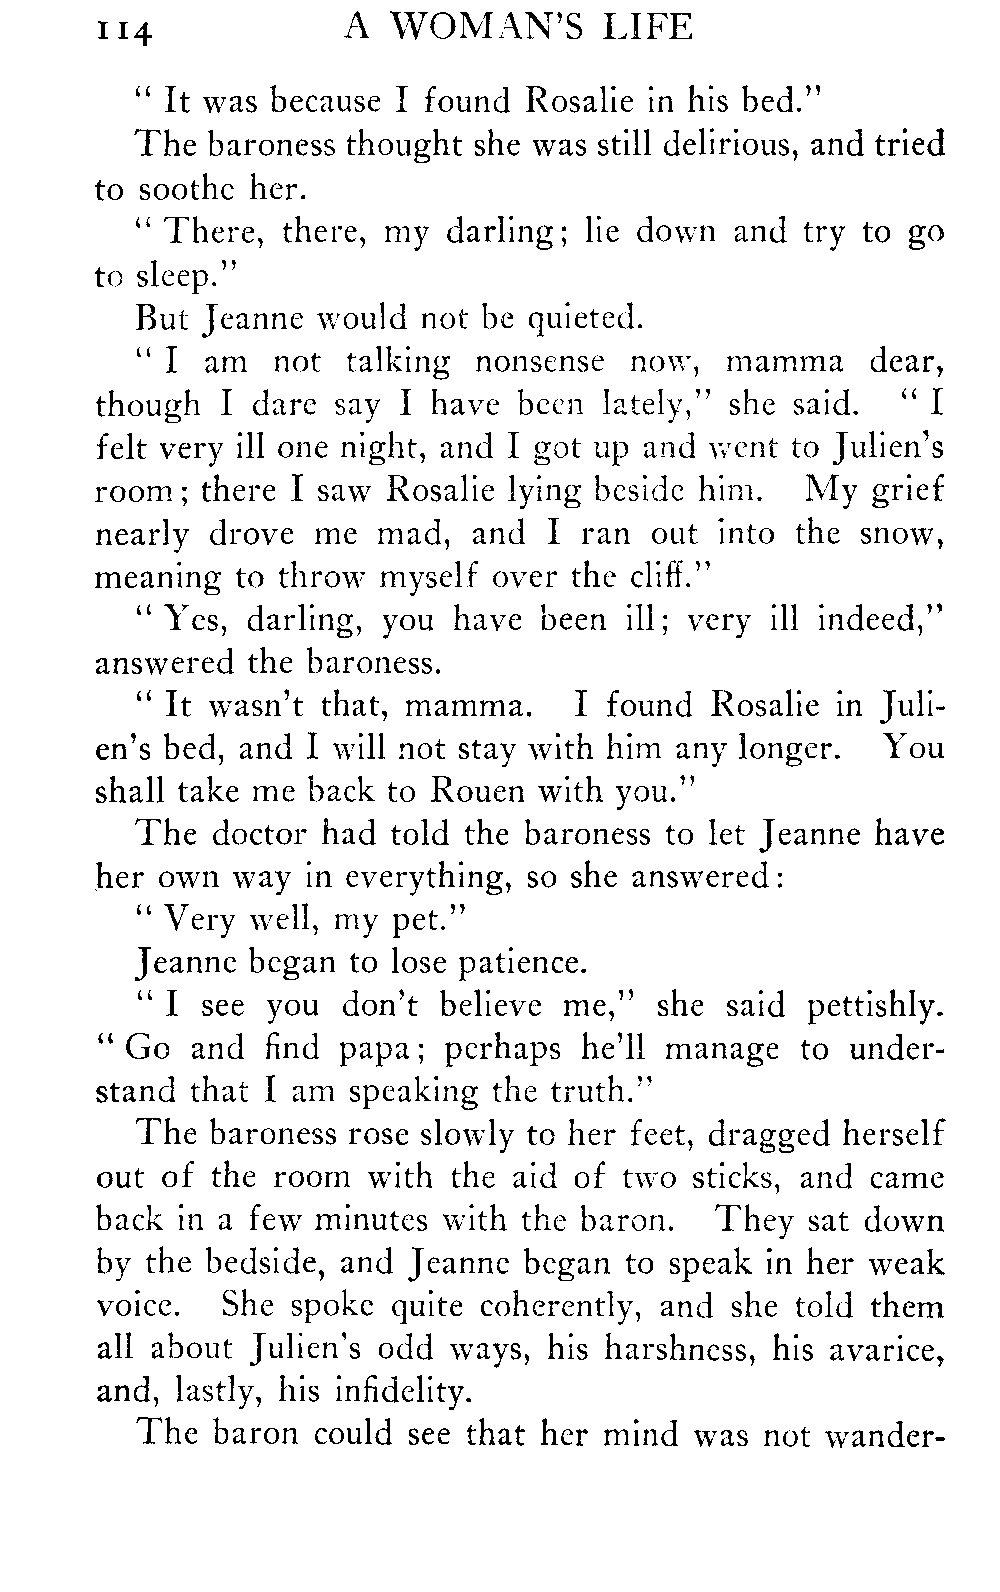 114 A WOMAN'S LIFE
" It was because I found Rosalie in his bed."
The baroness thought she was still delirious, and tried
to soothe her.
" There, there, my darling; lie down and try to go
to sleep."
But Jeanne would not be quieted.
" I am not talking nonsense now, mamma dear,
though I dare say I have been lately," she said. " I
felt very ill one night, and I got up and went to Julien's
room ; there I saw Rosalie lying beside him. My grief
nearly drove me mad, and I ran out into the snow,
meaning to throw myself over the cliff."
" Yes, darling, you have been ill; very ill indeed,"
answered the baroness.
" It wasn't that, mamma. I found Rosalie in Juli-
en's bed, and I will not stay with him any longer. You
shall take me back to Rouen with you."
The doctor had told the baroness to let Jeanne have
her own way in everything, so she answered:
" Very well, my pet."
Jeanne began to lose patience.
" I see you don't believe me," she said pettishly.
" Go and find papa; perhaps he'll manage to under-
stand that I am speaking the truth."
The baroness rose slowly to her feet, dragged herself
out of the room with the aid of two sticks, and came
back in a few minutes with the baron. They sat down
by the bedside, and Jeanne began to speak in her weak
voice. She spoke quite coherently, and she told them
all about Julien's odd ways, his harshness, his avarice,
and, lastly, his infidelity.
The baron could see that her mind was not wander-